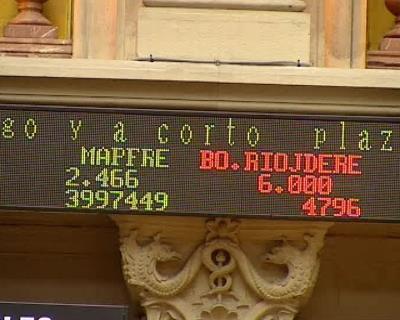 go y a corto plaz
MAPFRE BO.RIOJDERE
2.466 6.000
3997449 4796